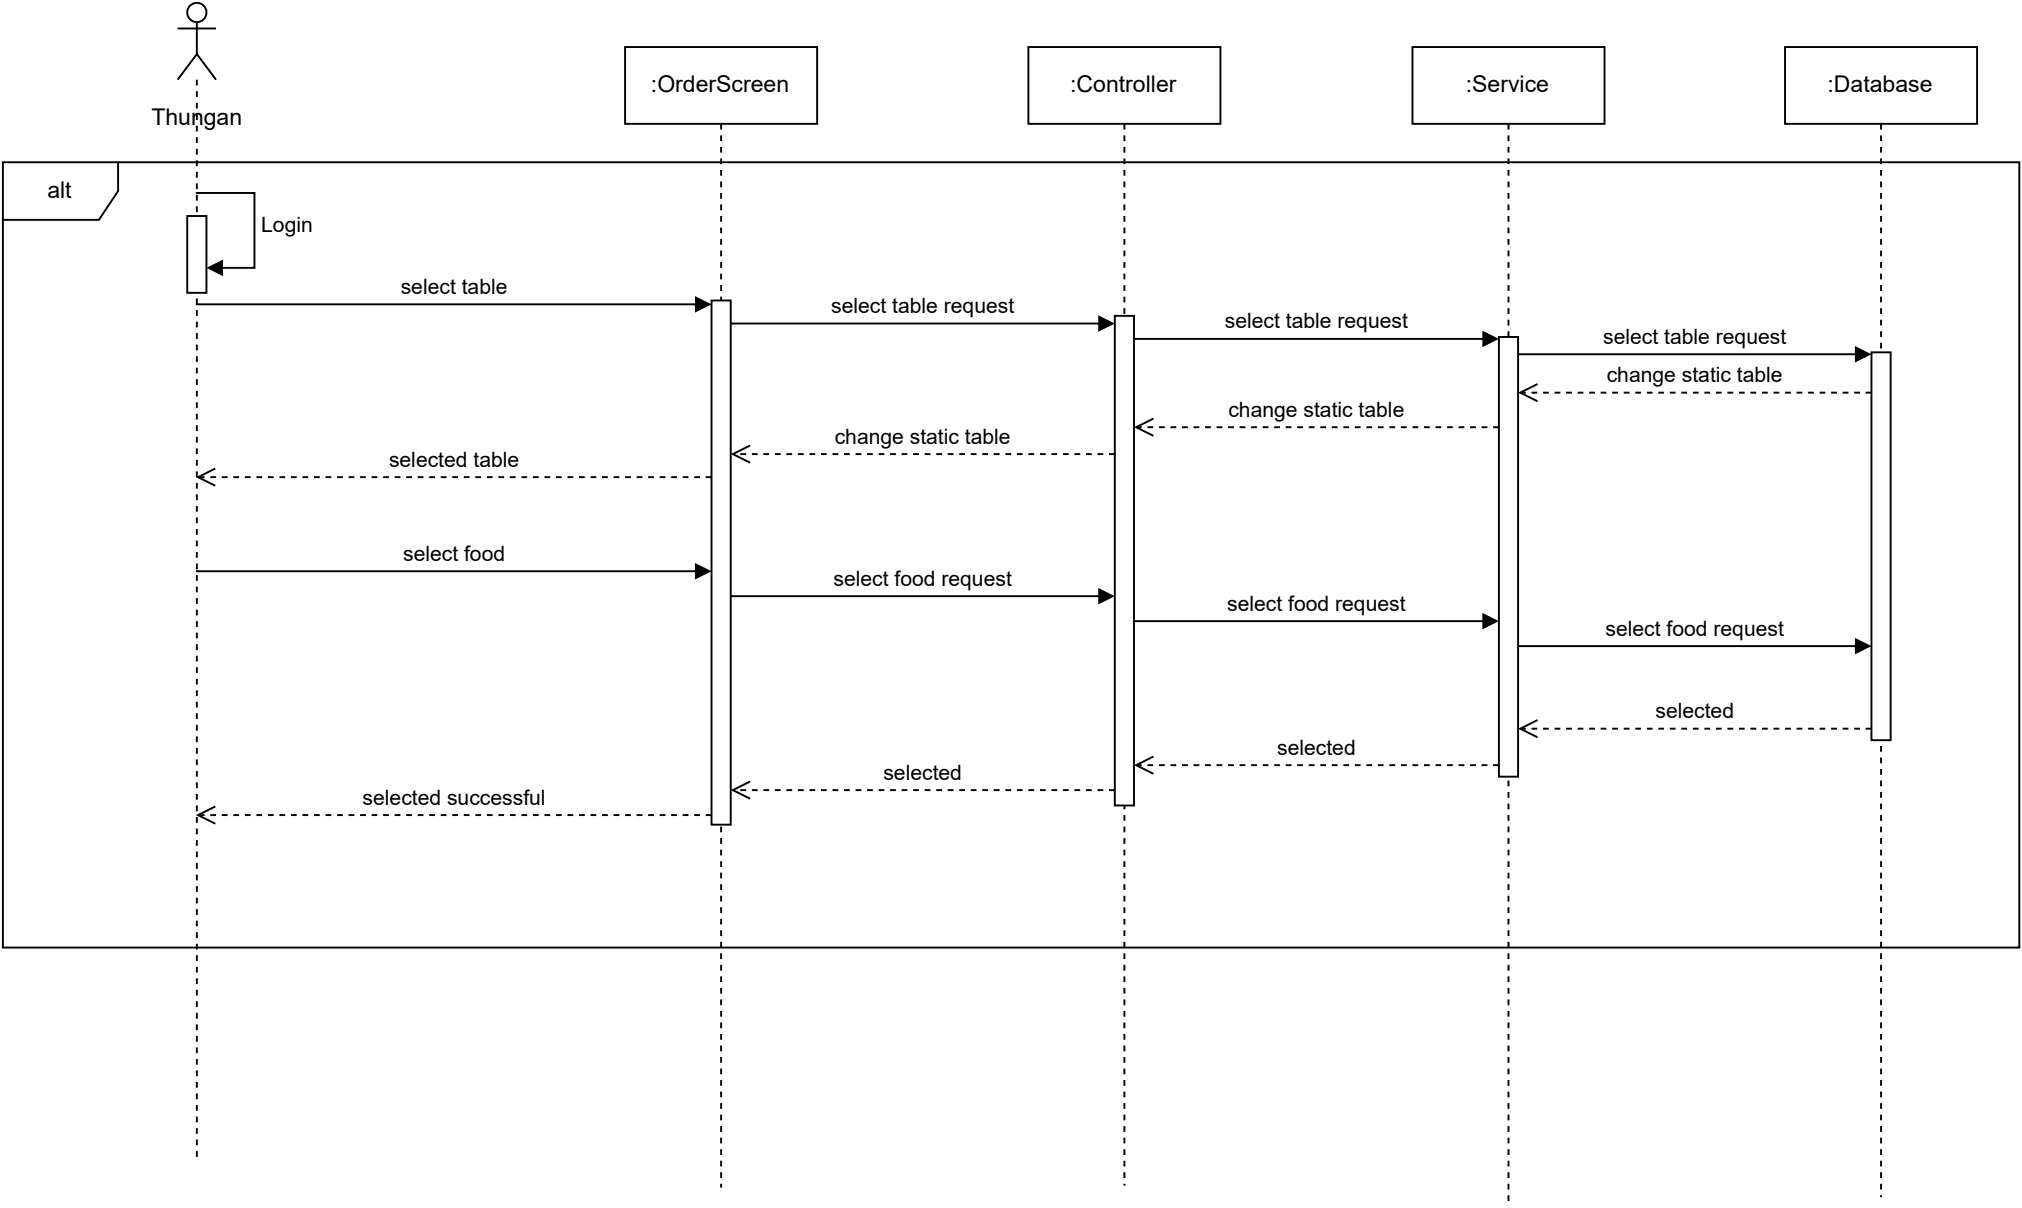 Thungan
:OrderScreen
:Controller
:Service
:Database
alt
Login
select table
select table request
select table request
select table request
change static table
change static table
change static table
selected table
select food
select food request
select food request
select food request
selected
selected
selected
selected successful